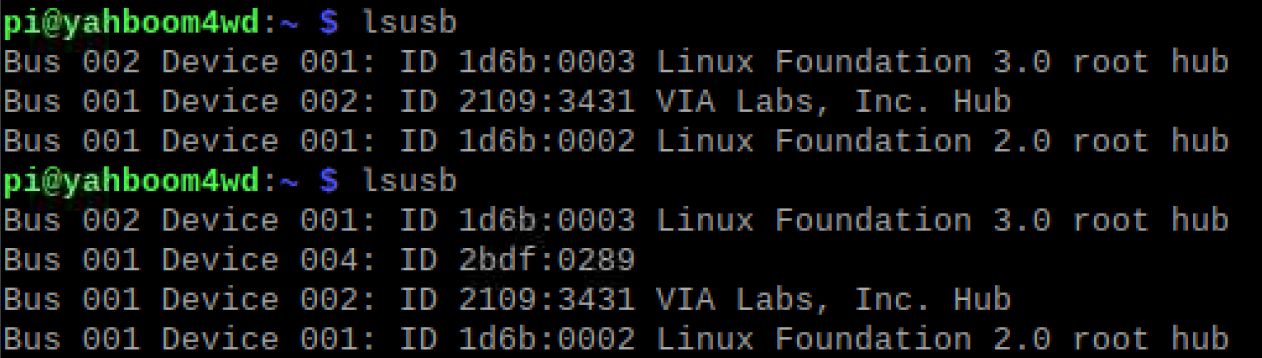 pi@yahboom4wd:~ $ lsusb
Bus 002 Device 001: ID 1d6b:0003 Linux Foundation 3.0 root hub
Bus 001 Device 002: ID 2109:3431 VIA Labs, Inc. Hub
Bus 001 Device 001: ID 1d6b:0002 Linux Foundation 2.0 root hub
pi@yahboom4wd:~ $ lsusb
Bus 002 Device 001: ID 1d6b:0003 Linux Foundation 3.0 root hub
Bus 001 Device 004: ID 2bdf:0289
Bus 001 Device 002: ID 2109:3431 VIA Labs, Inc. Hub
Bus 001 Device 001: ID 1d6b:0002 Linux Foundation 2.0 root hub